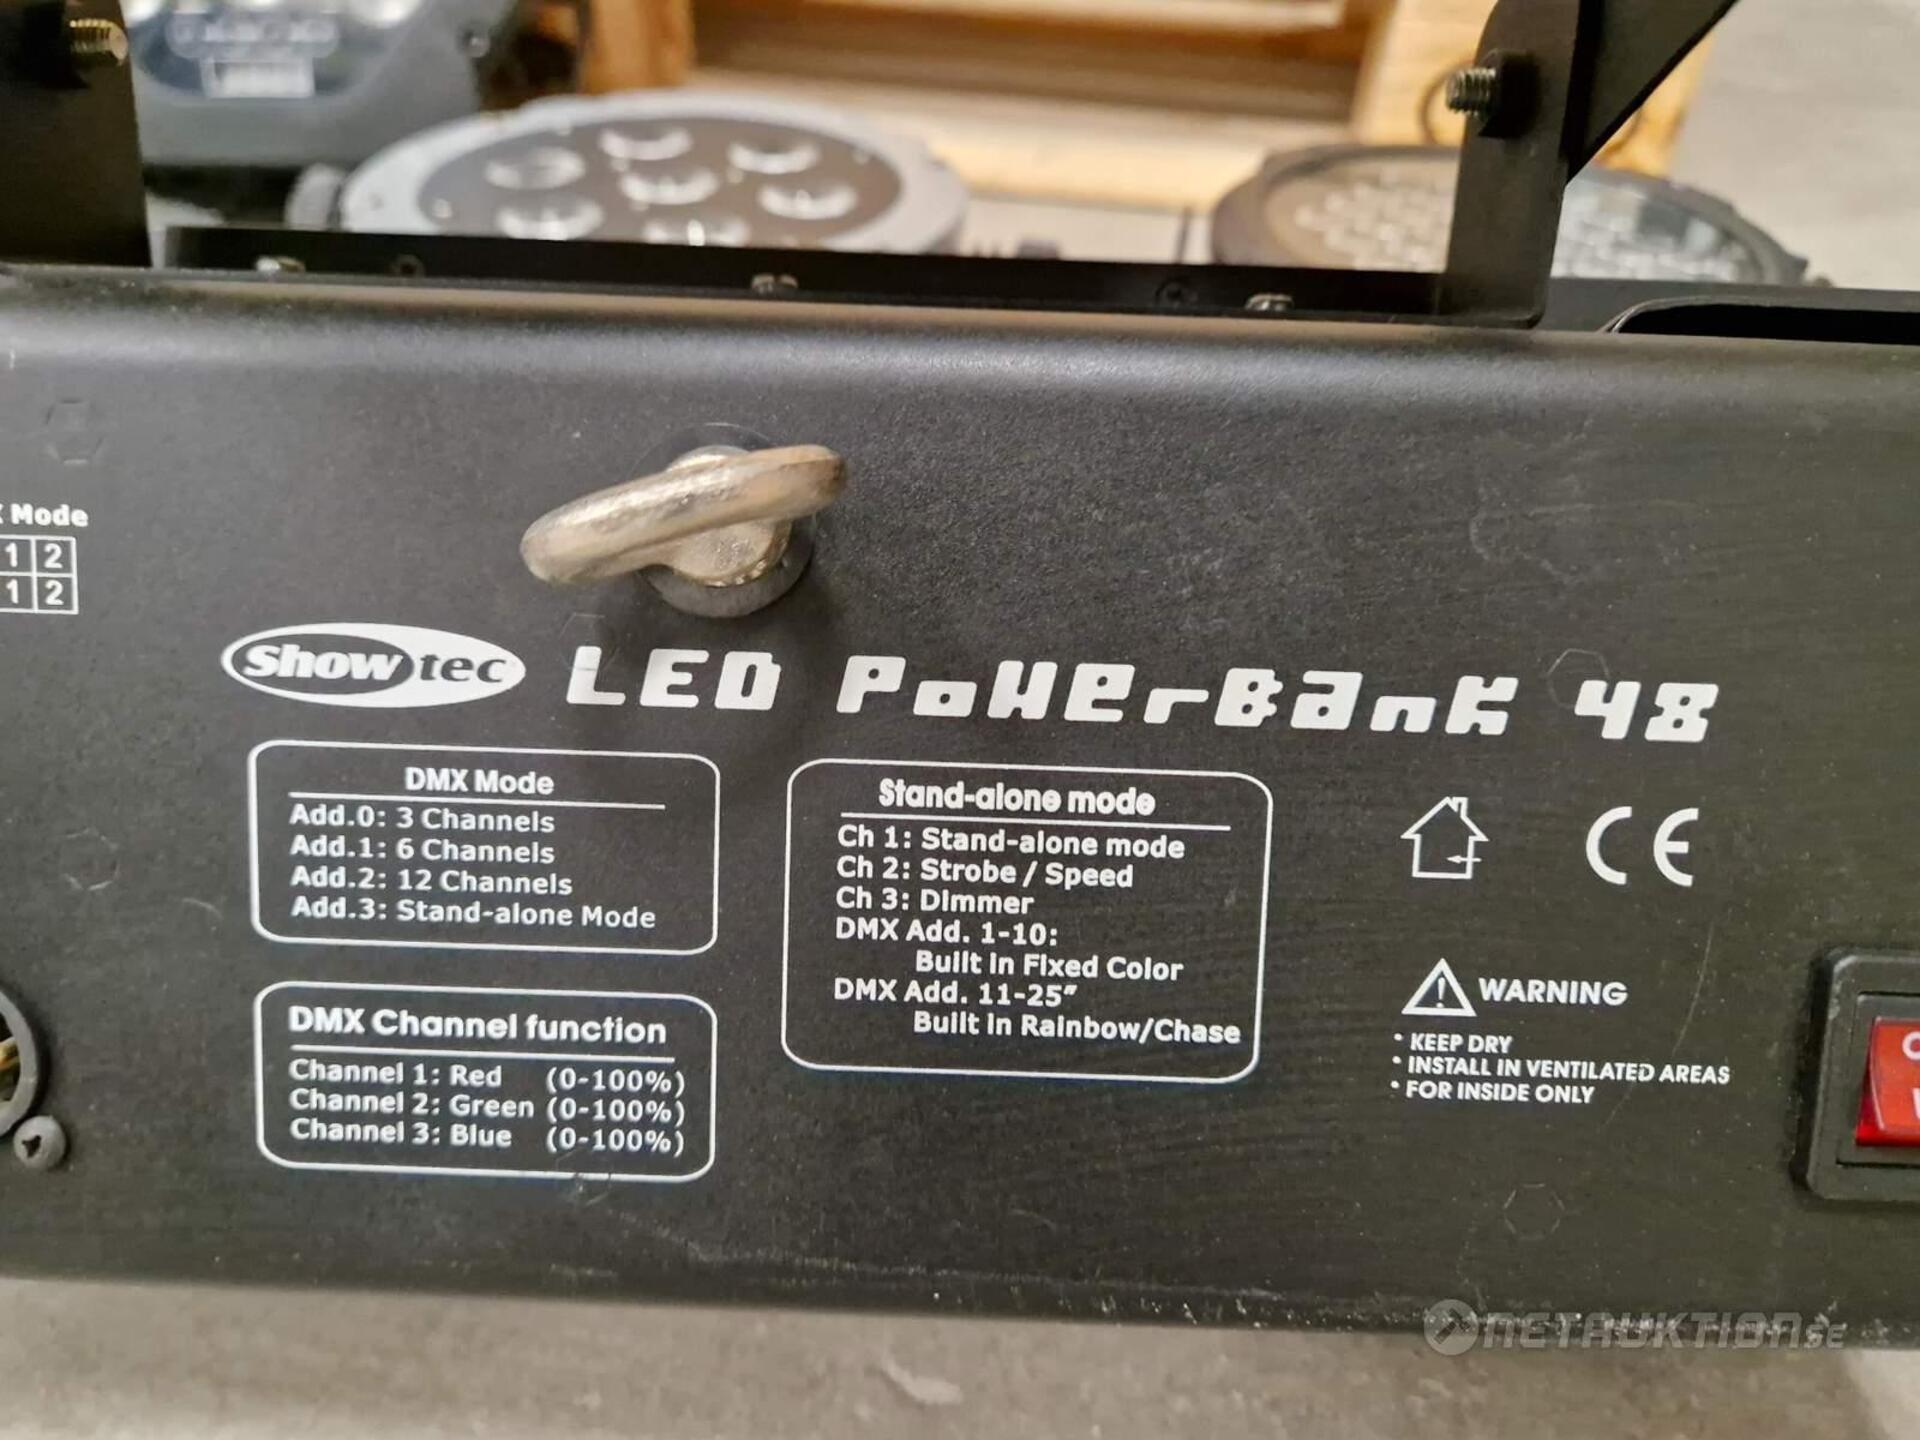 Mode
1 2
1 2
Showtec LED PowerBank 48
DMX Mode
Add.0: 3 Channels
Add.1: 6 Channels
Add.2: 12 Channels
Add.3: Stand-alone Mode
DMX Channel function
Channel 1: Red (0-100%)
Channel 2: Green (0-100%)
Channel 3: Blue (0-100%)
Stand-alone mode
Ch 1: Stand-alone mode
Ch 2: Strobe / Speed
Ch 3: Dimmer
DMX Add. 1-10:
Built in Fixed Color
DMX Add. 11-25"
Built in Rainbow/Chase
CE
WARNING
* KEEP DRY
* INSTALL IN VENTILATED AREAS
* FOR INSIDE ONLY
NETAUKTION.SE